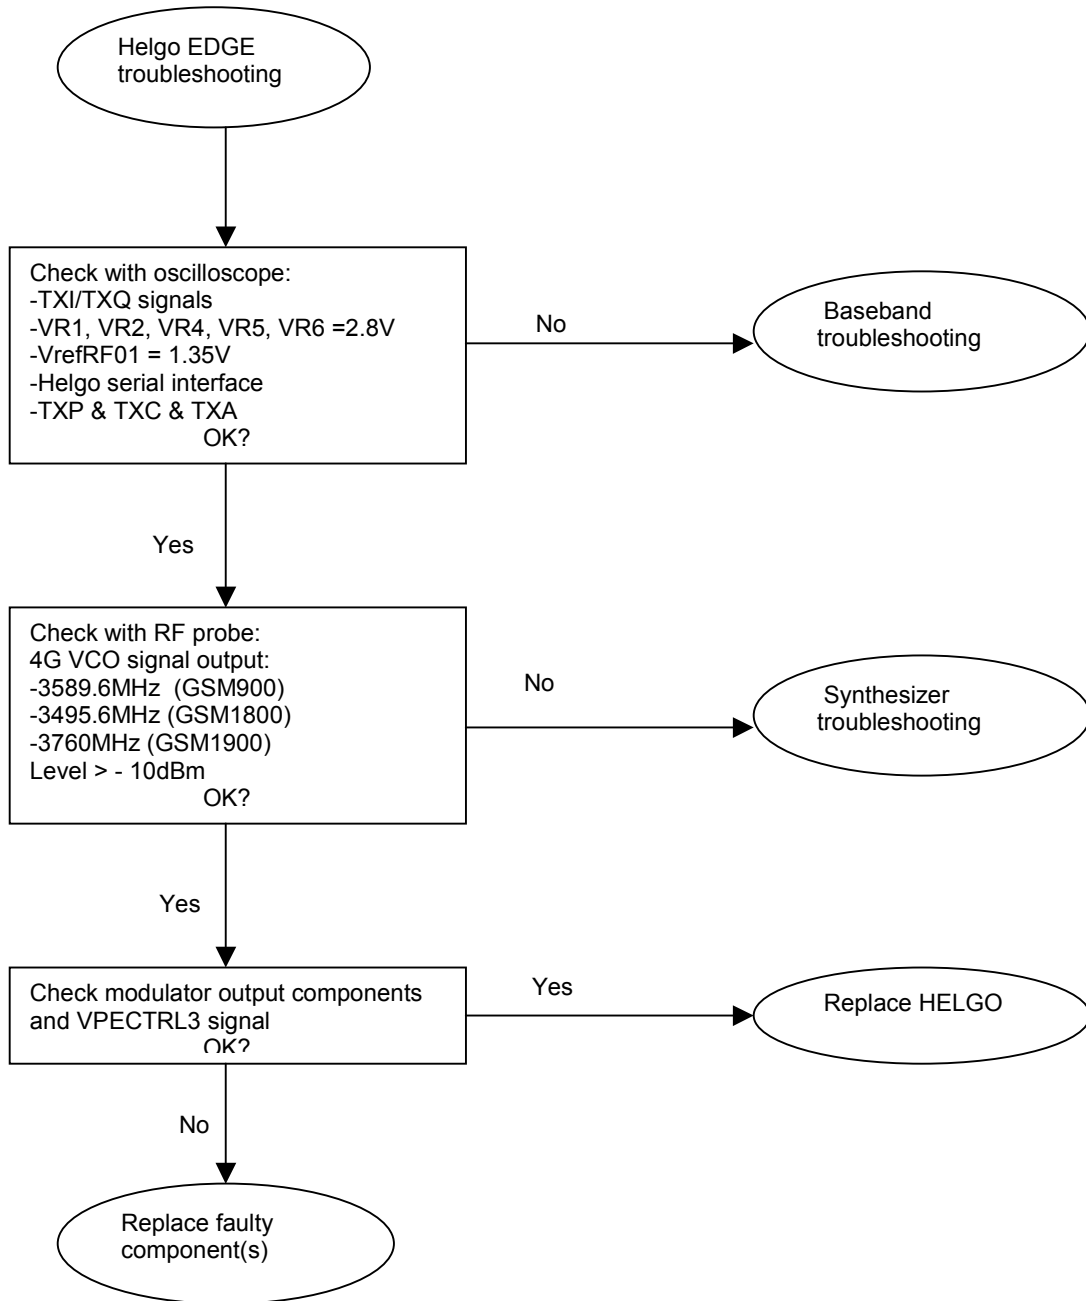 Helgo EDGE
troubleshooting
Check with oscilloscope:
-TXI/TXQ signals
-VR1, VR2, VR4, VR5, VR6 =2.8V
-VrefRF01 = 1.35V
-Helgo serial interface
-TXP & TXC & TXA
OK?
No
Baseband
troubleshooting
Yes
Check with RF probe:
4G VCO signal output:
-3589.6MHz  (GSM900)
-3495.6MHz (GSM1800)
-3760MHz (GSM1900)
Level > - 10dBm
OK?
No
Synthesizer
troubleshooting
Yes
Check modulator output components
and VPECTRL3 signal
OK?
Yes
Replace HELGO
No
Replace faulty
component(s)